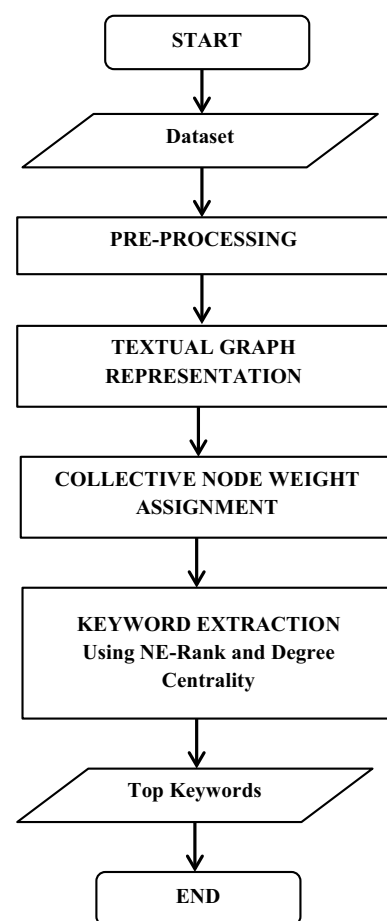 START
Dataset
PRE-PROCESSING
TEXTUAL GRAPH
REPRESENTATION
COLLECTIVE NODE WEIGHT
ASSIGNMENT
KEYWORD EXTRACTION
Using NE-Rank and Degree
Centrality
Top Keywords
END